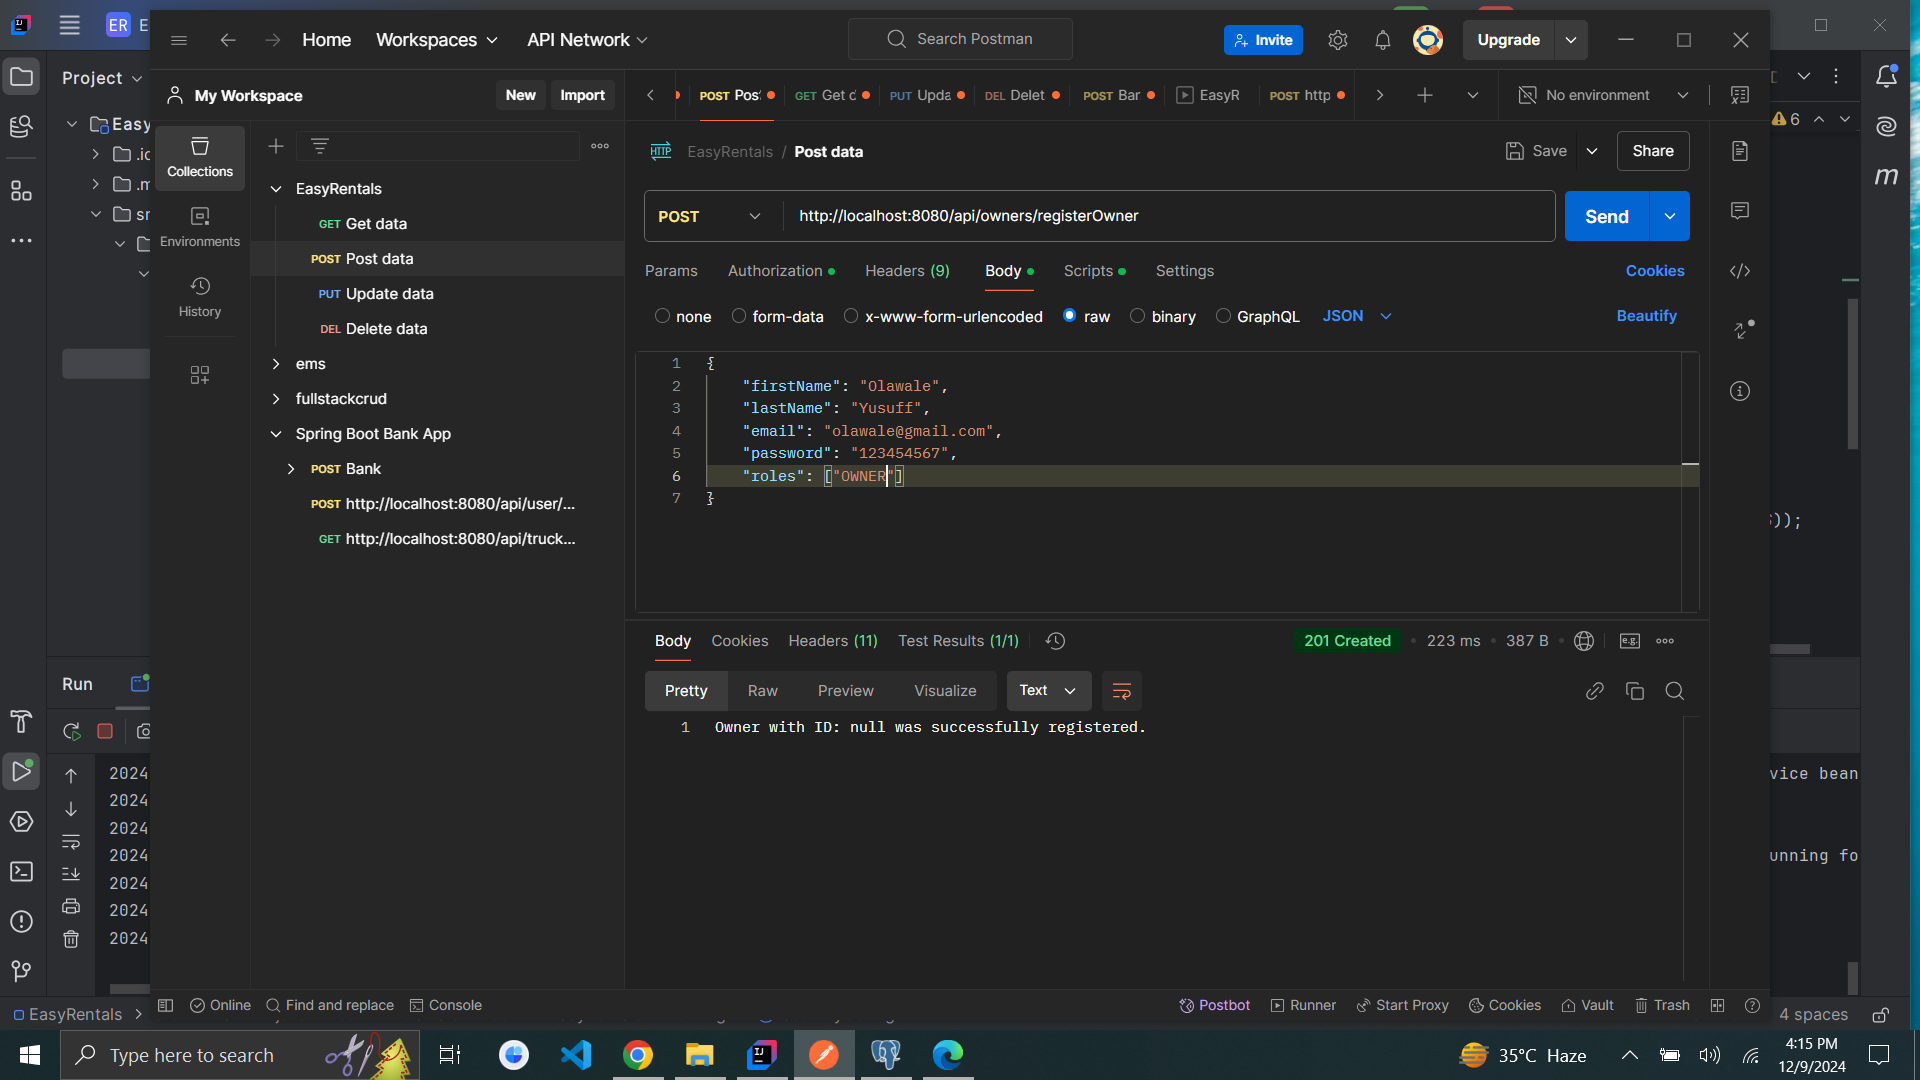 ER E
Home Workspaces API Network Search Postman Invite Upgrade
Project
My Workspace New Import
POST Pos GET Get d PUT Upda DEL Delet POST Bar EasyR POST http No environment
6
Easy
.ic
.m
sr
Collections
Environments
History
EasyRentals
GET Get data
POST Post data
PUT Update data
DEL Delete data
ems
fullstackcrud
Spring Boot Bank App
POST Bank
POST http://localhost:8080/api/user/...
GET http://localhost:8080/api/truck...
HTTP EasyRentals / Post data Save Share
POST http://localhost:8080/api/owners/registerOwner Send
Params Authorization Headers (9) Body Scripts Settings Cookies
none form-data x-www-form-urlencoded raw binary GraphQL JSON Beautify
1 {
2 "firstName": "Olawale",
3 "lastName": "Yusuff",
4 "email": "olawale@gmail.com",
5 "password": "123454567",
6 "roles": ["OWNER"]
7 }
));
m
Body Cookies Headers (11) Test Results (1/1) 201 Created 223 ms 387 B e.g.
Pretty Raw Preview Visualize Text
1 Owner with ID: null was successfully registered.
Run
2024
2024
2024
2024
2024
2024
2024
vice bean
unning fo
Online Find and replace Console Postbot Runner Start Proxy Cookies Vault Trash
EasyRentals 4 spaces
Type here to search 35°C Haze 4:15 PM
12/9/2024